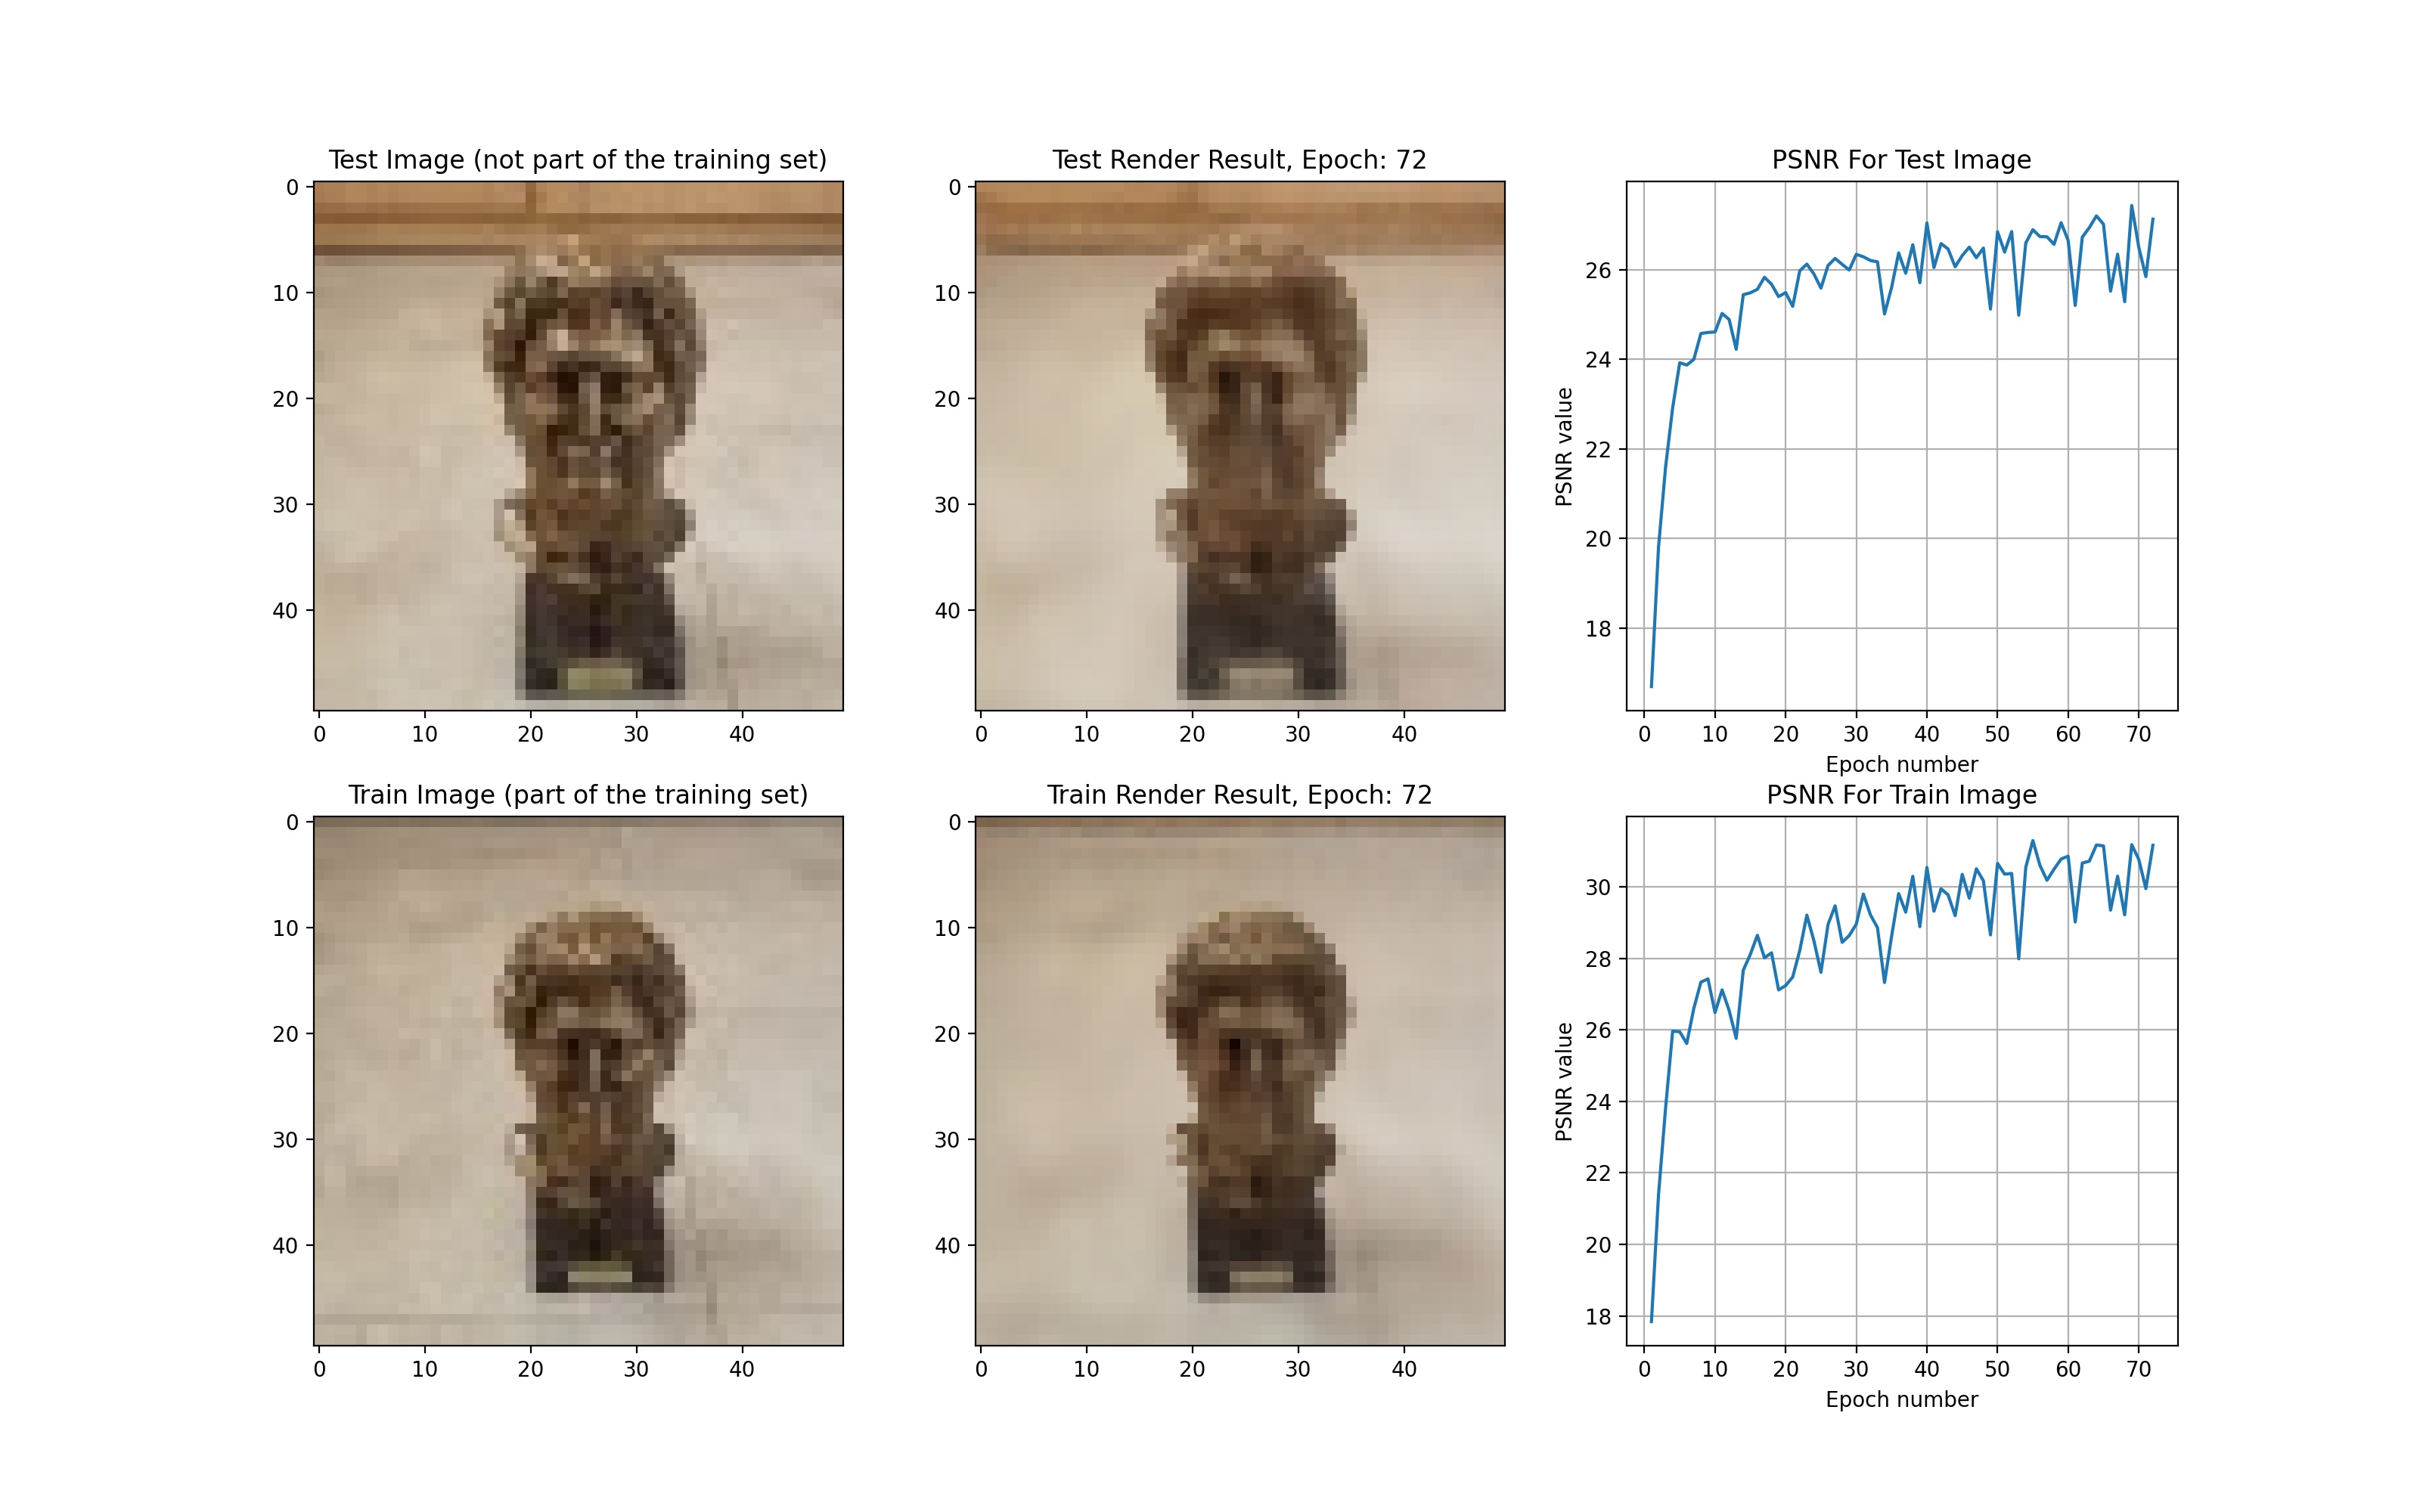 Test Image (not part of the training set)
0
10
20
30
40
0 10 20 30 40
Test Render Result, Epoch: 72
0
10
20
30
40
0 10 20 30 40
PSNR For Test Image
PSNR value
26
24
22
20
18
0 10 20 30 40 50 60 70
Epoch number
Train Image (part of the training set)
0
10
20
30
40
0 10 20 30 40
Train Render Result, Epoch: 72
0
10
20
30
40
0 10 20 30 40
PSNR For Train Image
PSNR value
30
28
26
24
22
20
18
0 10 20 30 40 50 60 70
Epoch number